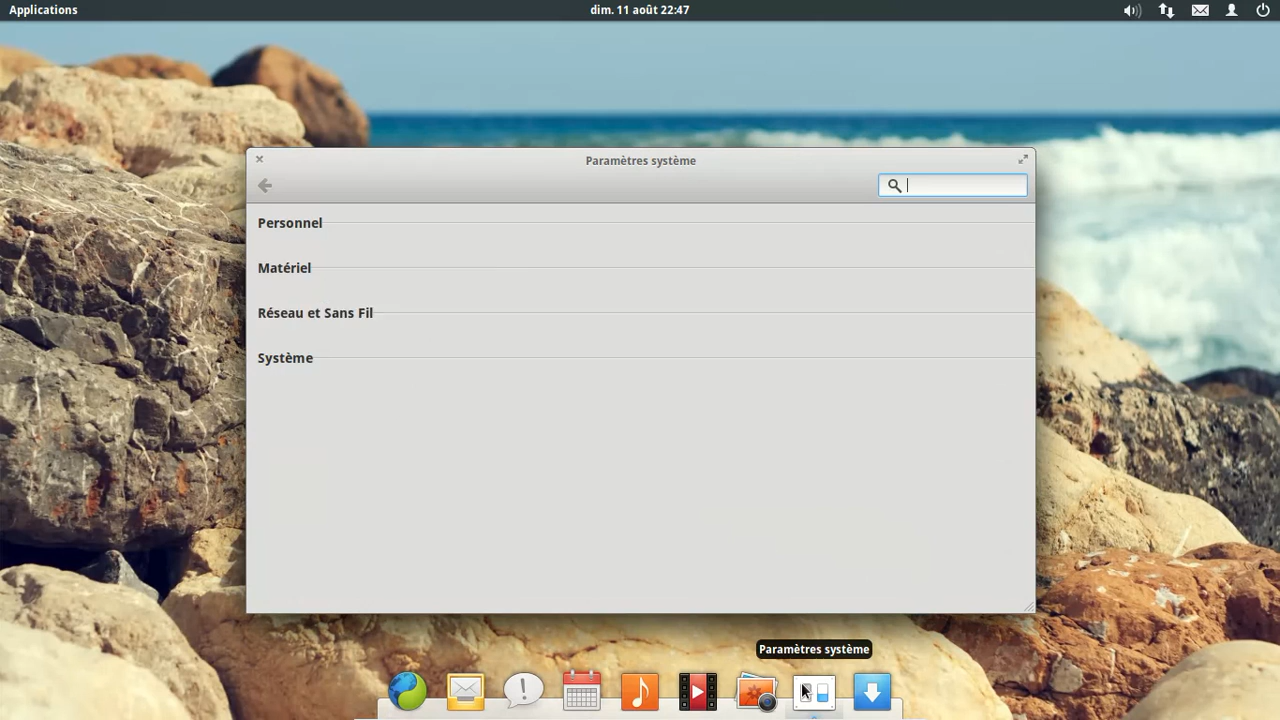 Applications
dim. 11 août 22:47
Paramètres système
Personnel
Matériel
Réseau et Sans Fil
Système
Paramètres système